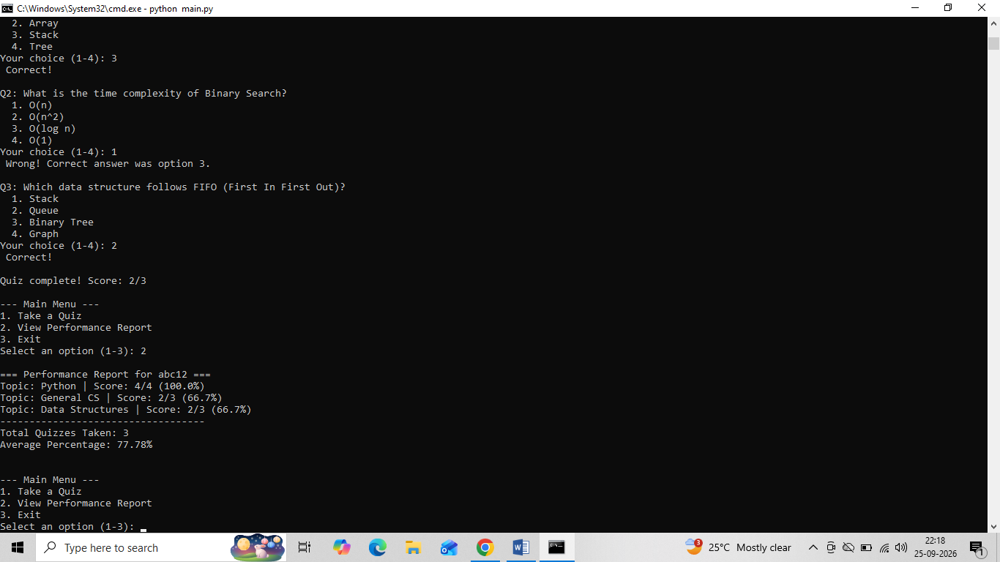 C:\Windows\System32\cmd.exe - python  main.py
  2. Array
  3. Stack
  4. Tree
Your choice (1-4): 3
 Correct!
Q2: What is the time complexity of Binary Search?
  1. O(n)
  2. O(n^2)
  3. O(log n)
  4. O(1)
Your choice (1-4): 1
 Wrong! Correct answer was option 3.
Q3: Which data structure follows FIFO (First In First Out)?
  1. Stack
  2. Queue
  3. Binary Tree
  4. Graph
Your choice (1-4): 2
 Correct!
Quiz complete! Score: 2/3
--- Main Menu ---
1. Take a Quiz
2. View Performance Report
3. Exit
Select an option (1-3): 2
=== Performance Report for abc12 ===
Topic: Python | Score: 4/4 (100.0%)
Topic: General CS | Score: 2/3 (66.7%)
Topic: Data Structures | Score: 2/3 (66.7%)
-----------------------------------
Total Quizzes Taken: 3
Average Percentage: 77.78%
--- Main Menu ---
1. Take a Quiz
2. View Performance Report
3. Exit
Select an option (1-3):
Type here to search
3
25°C Mostly clear
22:18
25-09-2026
1